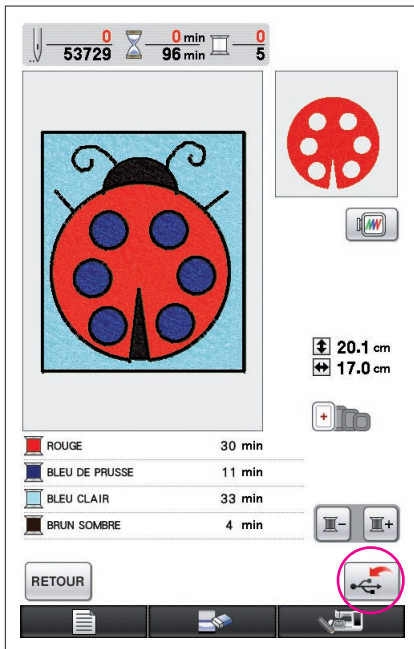 0 0 min 0
53729 96 min 5
20.1 cm
17.0 cm
ROUGE 30 min
BLEU DE PRUSSE 11 min
BLEU CLAIR 33 min
BRUN SOMBRE 4 min
- +
RETOUR